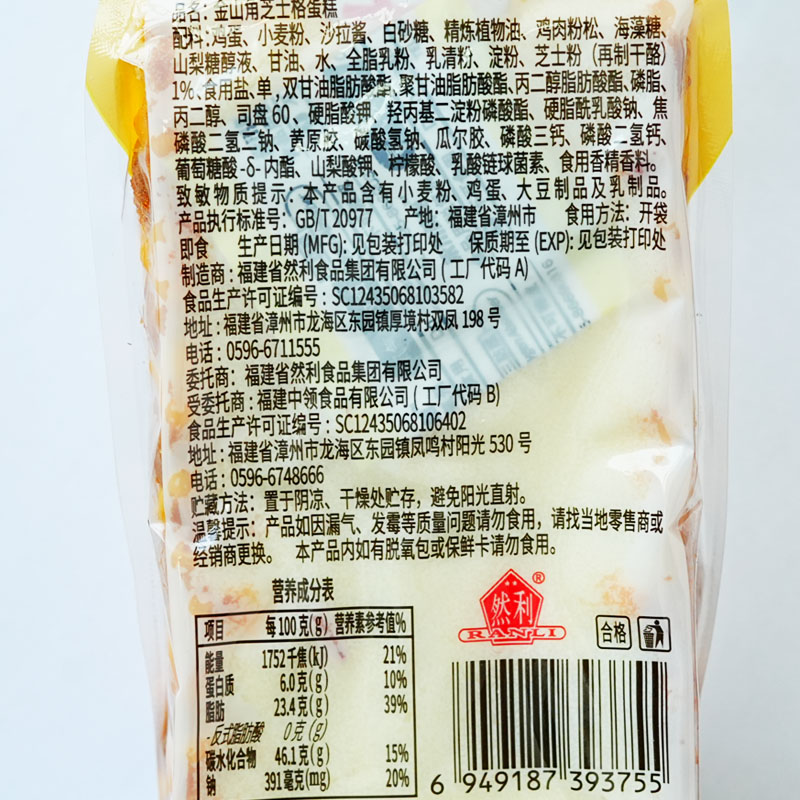 品名：金山用芝士格蛋糕
配料：鸡蛋、小麦粉、沙拉酱、白砂糖、精炼植物油、鸡肉粉松、海藻糖、
山梨糖醇液、甘油、水、全脂乳粉、乳清粉、淀粉、芝士粉（再制干酪）
1%、食用盐、单，双甘油脂肪酸酯、聚甘油脂肪酸酯、丙二醇脂肪酸酯、磷脂、
丙二醇、司盘60、硬脂酸钾、羟丙基二淀粉磷酸酯、硬脂酰乳酸钠、焦
磷酸二氢二钠、黄原胶、碳酸氢钠、瓜尔胶、磷酸三钙、磷酸二氢钙、
葡萄糖酸-δ-内酯、山梨酸钾、柠檬酸、乳酸链球菌素、食用香精香料。
致敏物质提示：本产品含有小麦粉、鸡蛋、大豆制品及乳制品。
产品执行标准号：GB/T20977 产地：福建省漳州市 食用方法：开袋
即食 生产日期(MFG):见包装打印处 保质期至(EXP):见包装打印处
制造商：福建省然利食品集团有限公司(工厂代码A)
食品生产许可证编号：SC12435068103582
地址：福建省漳州市龙海区东园镇厚境村双凤198号
电话：0596-6711555
委托商：福建省然利食品集团有限公司
受委托商：福建中领食品有限公司(工厂代码B)
食品生产许可证编号：SC12435068106402
地址：福建省漳州市龙海区东园镇凤鸣村阳光530号
电话：0596-6748666
贮藏方法：置于阴凉、干燥处贮存，避免阳光直射。
温馨提示：产品如因漏气、发霉等质量问题请勿食用，请找当地零售商或
经销商更换。 本产品内如有脱氧包或保鲜卡请勿食用。
营养成分表
项目 每100克(g) 营养素参考值%
能量 1752千焦(kJ) 21%
蛋白质 6.0克(g) 10%
脂肪 23.4克(g) 39%
-反式脂肪酸 0克(g)
碳水化合物 46.1克(g) 15%
钠 391毫克(mg) 20%
然利®
RANLI
合格
6 949187 393755